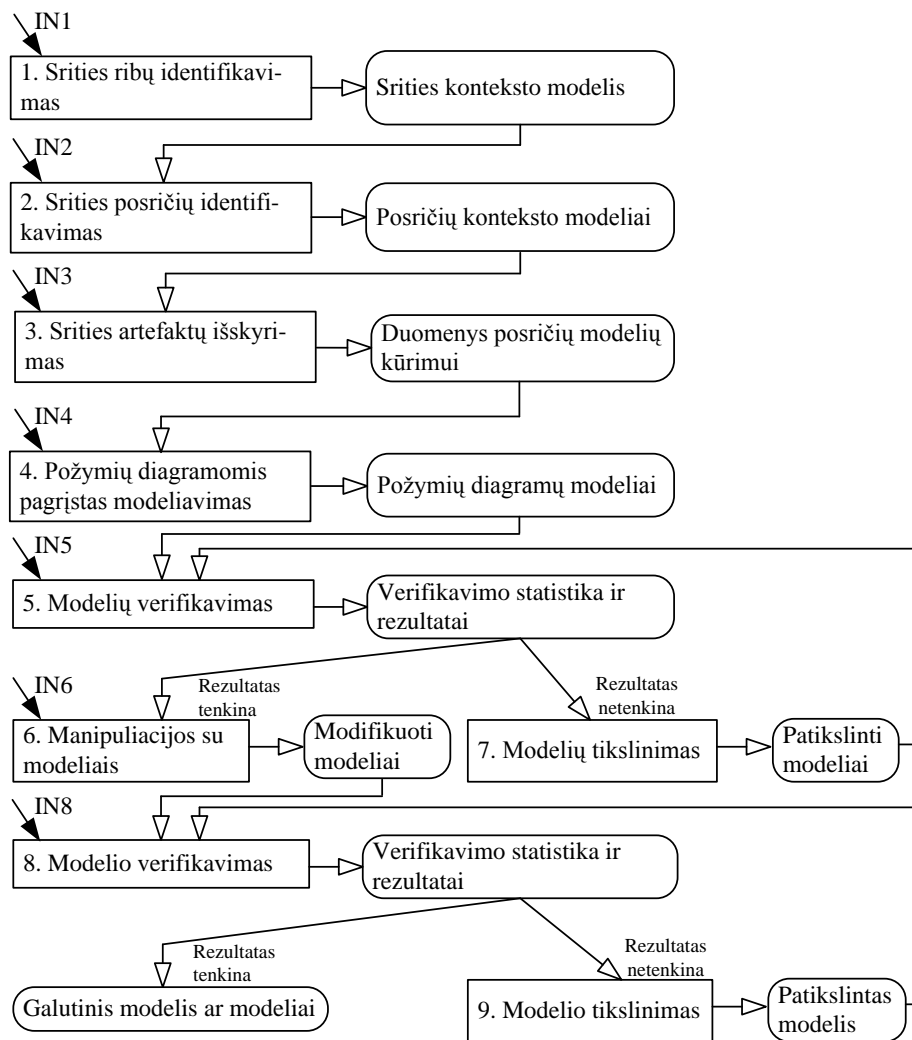 IN1
1. Srities ribų identifikavi-
mas
Srities konteksto modelis
IN2
2. Srities posričių identifi-
kavimas
Posričių konteksto modeliai
IN3
3. Srities artefaktų išskyri-
mas
Duomenys posričių modelių
kūrimui
IN4
4. Požymių diagramomis
pagrįstas modeliavimas
Požymių diagramų modeliai
IN5
5. Modelių verifikavimas
Verifikavimo statistika ir
rezultatai
IN6
Rezultatas
tenkina
Rezultatas
netenkina
6. Manipuliacijos su
modeliais
Modifikuoti
modeliai
7. Modelių tikslinimas
Patikslinti
modeliai
IN8
8. Modelio verifikavimas
Verifikavimo statistika ir
rezultatai
Rezultatas
tenkina
Rezultatas
netenkina
Galutinis modelis ar modeliai
9. Modelio tikslinimas
Patikslintas
modelis